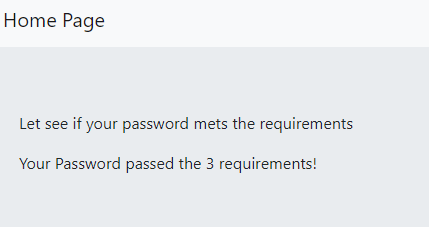 Home Page
Let see if your password mets the requirements
Your Password passed the 3 requirements!